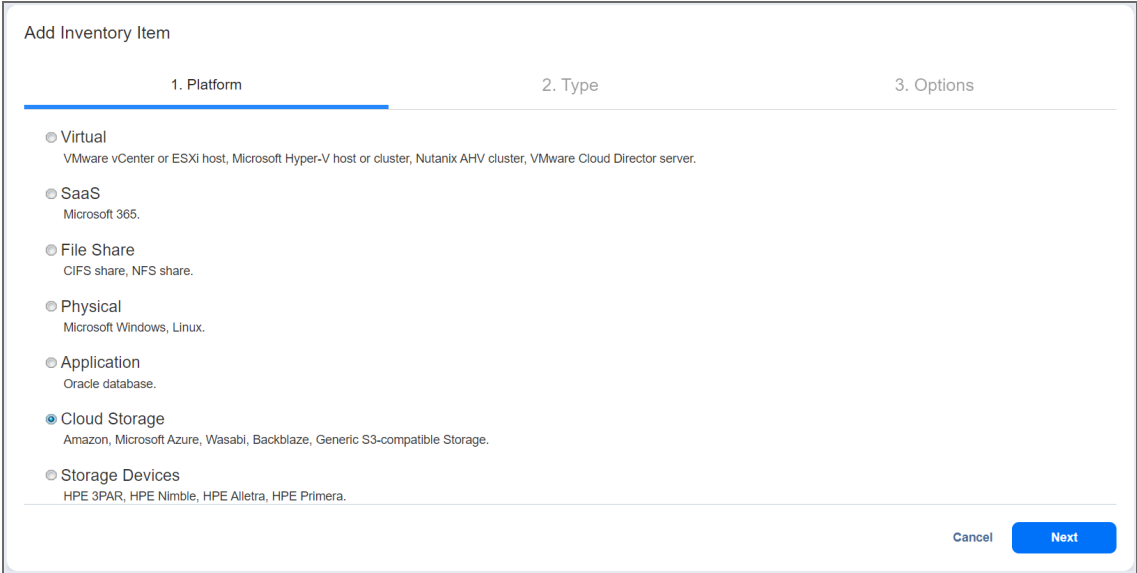 Add Inventory Item
1. Platform
2. Type
3. Options
Virtual
VMware vCenter or ESXi host, Microsoft Hyper-V host or cluster, Nutanix AHV cluster, VMware Cloud Director server.
SaaS
Microsoft 365.
File Share
CIFS share, NFS share.
Physical
Microsoft Windows, Linux.
Application
Oracle database.
Cloud Storage
Amazon, Microsoft Azure, Wasabi, Backblaze, Generic S3-compatible Storage.
Storage Devices
HPE 3PAR, HPE Nimble, HPE Alletra, HPE Primera.
Cancel
Next